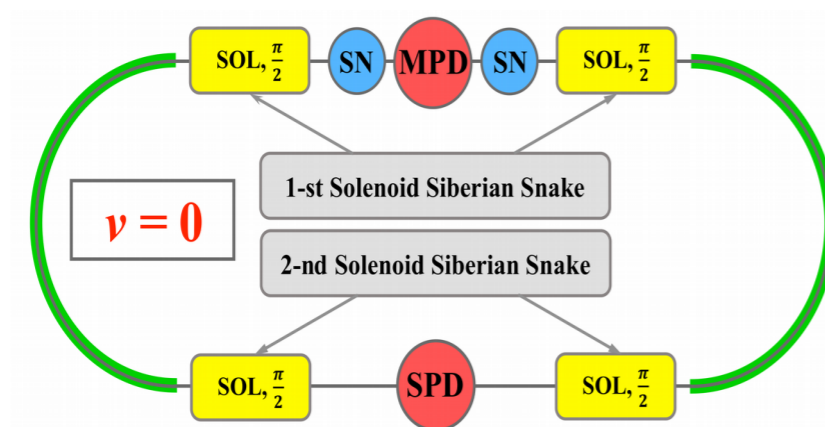 SOL, π/2 SN MPD SN SOL, π/2
1-st Solenoid Siberian Snake
ν = 0
2-nd Solenoid Siberian Snake
SOL, π/2 SPD SOL, π/2